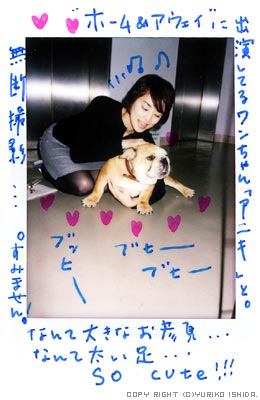 "ホーム&アウェイ"に
出演してるワンちゃん「アニキ」と。
無断撮影...。すみません!
ブッヒー
ブヒー
ブヒー
なんて大きなお顔...
なんて太い足...
so cute!!!
COPY RIGHT (C)YURIKO ISHIDA.